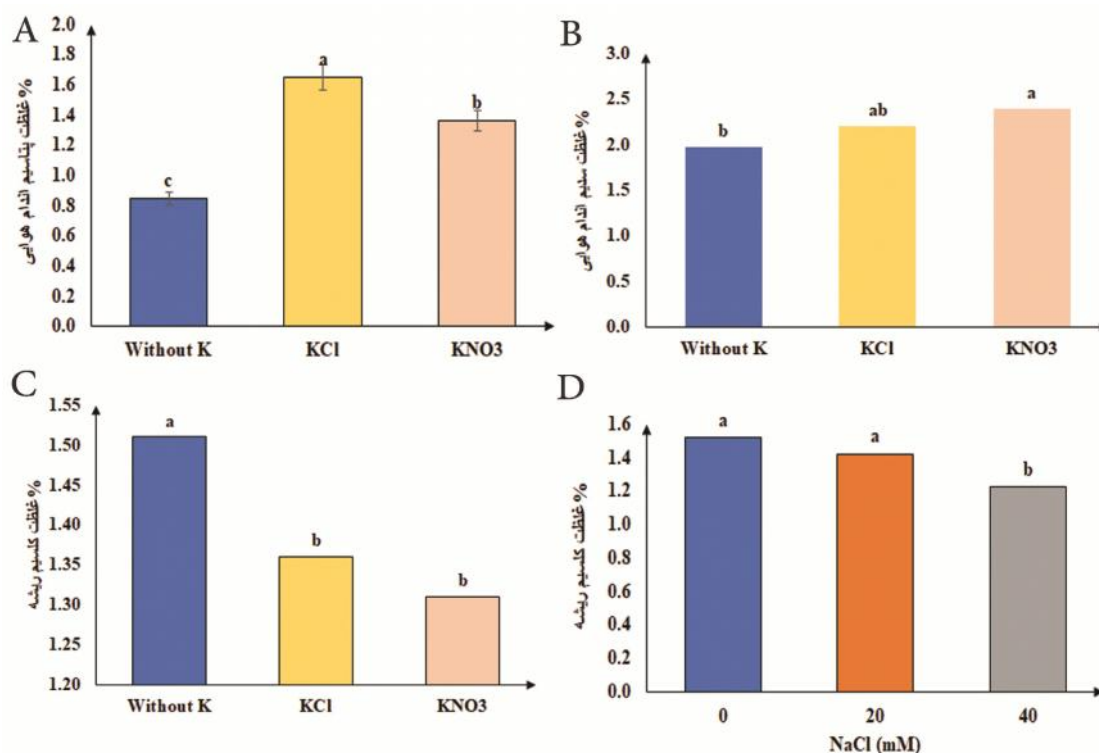 A
غلظت پتاسیم اندام هوایی %
2.0
1.8
1.6
1.4
1.2
1.0
0.8
0.6
0.4
0.2
0.0
c
a
b
Without K
KCl
KNO3
B
غلظت سدیم اندام هوایی %
3.0
2.5
2.0
1.5
1.0
0.5
0.0
b
ab
a
Without K
KCl
KNO3
C
غلظت کلسیم ریشه %
1.55
1.50
1.45
1.40
1.35
1.30
1.25
1.20
a
b
b
Without K
KCl
KNO3
D
غلظت کلسیم ریشه %
1.6
1.4
1.2
1.0
0.8
0.6
0.4
0.2
0.0
a
a
b
0
20
40
NaCl (mM)